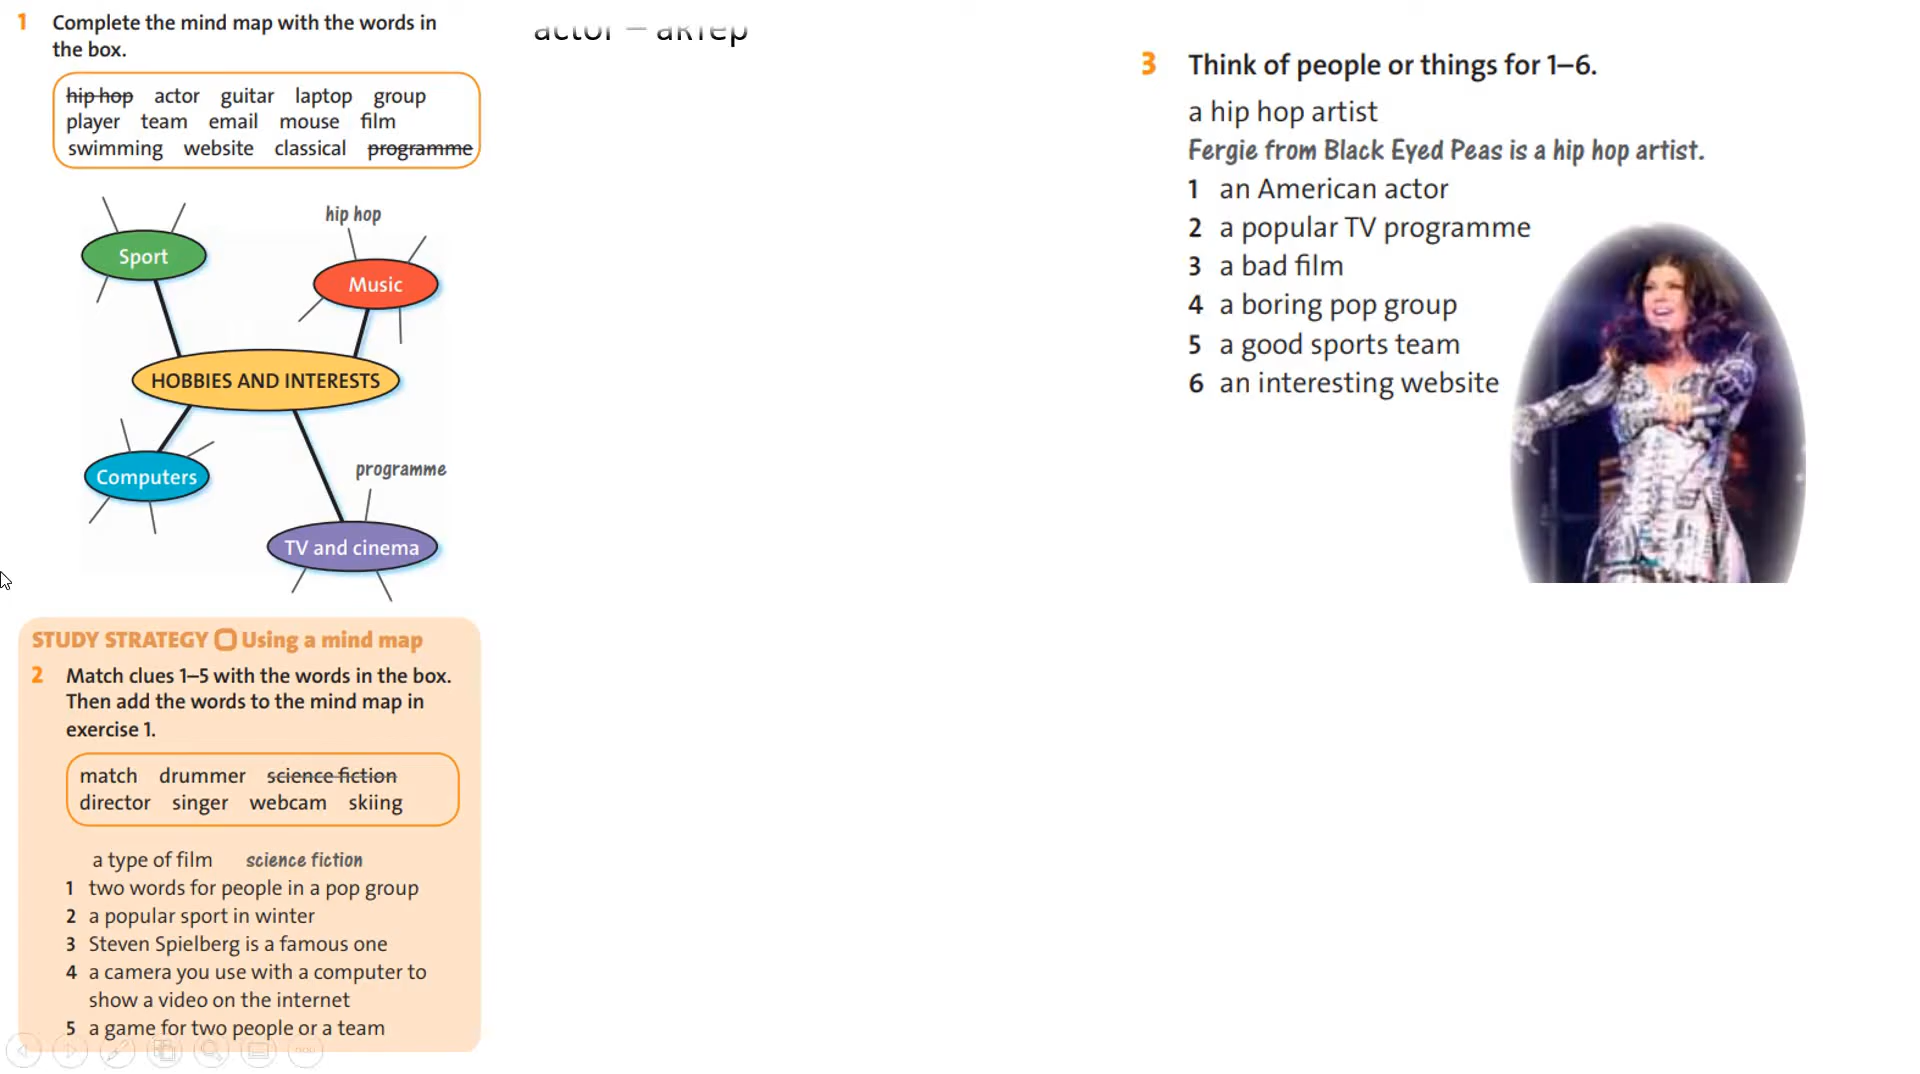 1 Complete the mind map with the words in
the box.
hip hop actor guitar laptop group
player team email mouse film
swimming website classical programme
Sport
hip hop
Music
HOBBIES AND INTERESTS
Computers
programme
TV and cinema
STUDY STRATEGY Using a mind map
2 Match clues 1–5 with the words in the box.
Then add the words to the mind map in
exercise 1.
match drummer science fiction
director singer webcam skiing
a type of film science fiction
1 two words for people in a pop group
2 a popular sport in winter
3 Steven Spielberg is a famous one
4 a camera you use with a computer to
show a video on the internet
5 a game for two people or a team
actor – актер
3 Think of people or things for 1–6.
a hip hop artist
Fergie from Black Eyed Peas is a hip hop artist.
1 an American actor
2 a popular TV programme
3 a bad film
4 a boring pop group
5 a good sports team
6 an interesting website